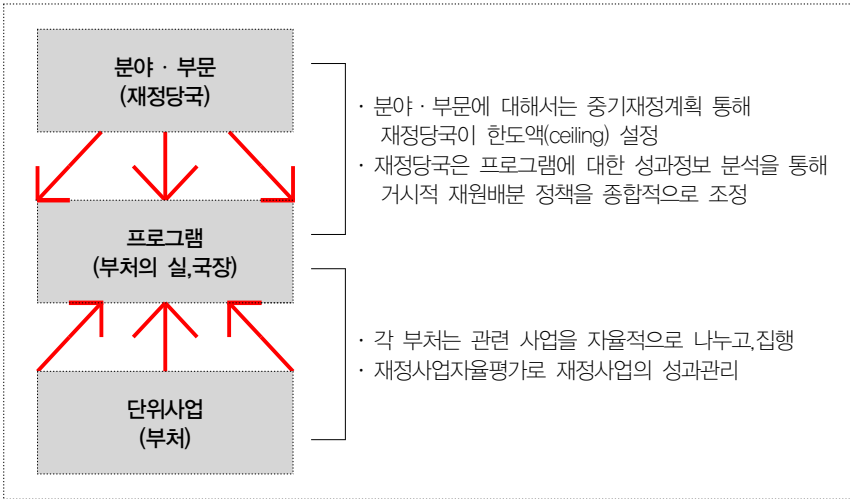 분야 · 부문
(재정당국)
· 분야 · 부문에 대해서는 중기재정계획 통해
재정당국이 한도액(ceiling) 설정
· 재정당국은 프로그램에 대한 성과정보 분석을 통해
거시적 재원배분 정책을 종합적으로 조정
프로그램
(부처의 실,국장)
· 각 부처는 관련 사업을 자율적으로 나누고,집행
· 재정사업자율평가로 재정사업의 성과관리
단위사업
(부처)